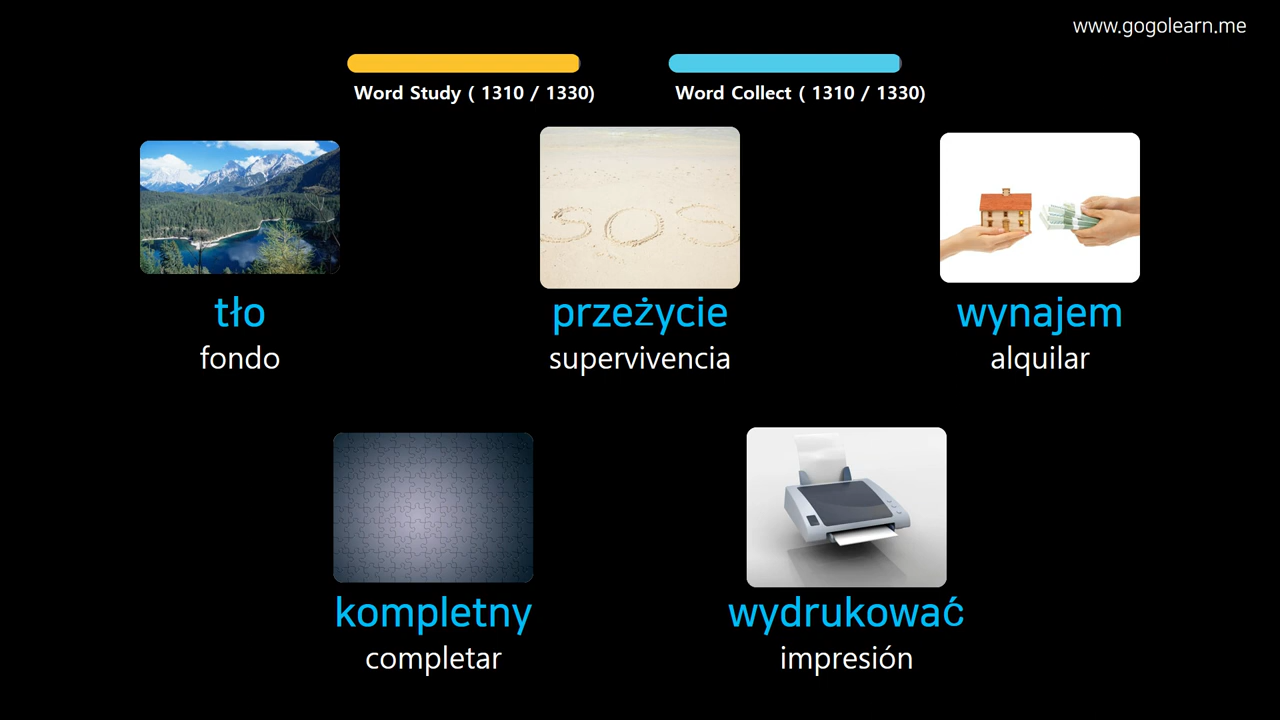 www.gogolearn.me
Word Study ( 1310 / 1330)
Word Collect ( 1310 / 1330)
SOS
tło
fondo
przeżycie
supervivencia
wynajem
alquilar
kompletny
completar
wydrukować
impresión